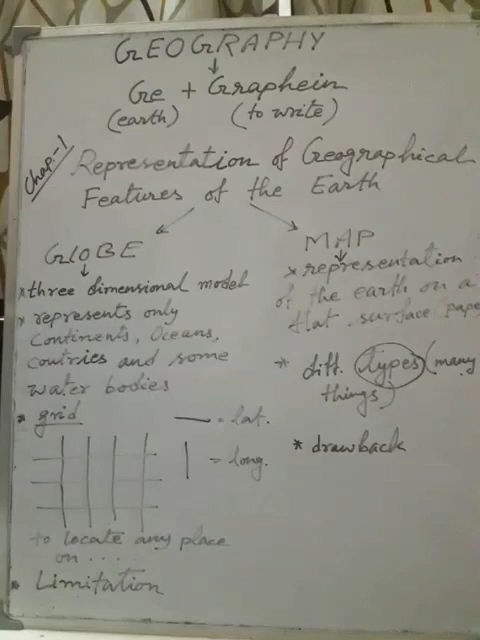 GEOGRAPHY
Ge + Graphein
(earth) (to write)
Chap.-1
Representation of Geographical
Features of the Earth
GLOBE
* three dimensional model
* represents only
Continents, Oceans,
coutries and some
water bodies
* grid
— = lat.
| = long.
to locate any place
on ....
* Limitation
MAP
* representation
of the earth on a
flat surface pape
* diff. types (many
things)
* drawback